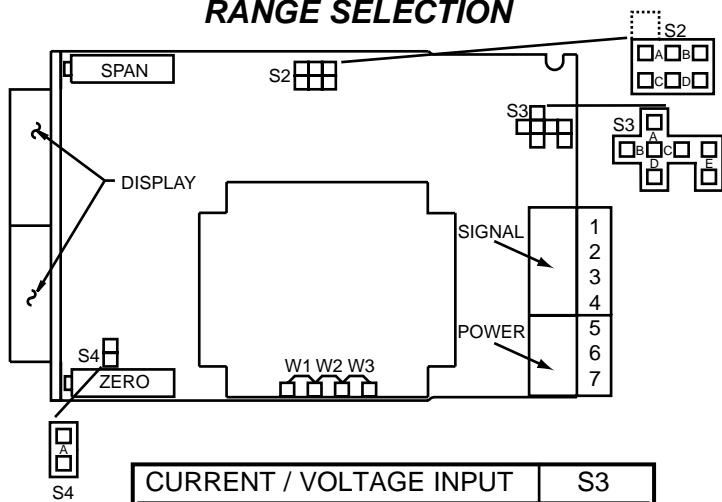 RANGE SELECTION
SPAN
S2
S2
A B
C D
S3
S3
A
B C
D E
DISPLAY
SIGNAL
1
2
3
4
POWER
5
6
7
S4
ZERO
W1 W2 W3
A
S4
CURRENT / VOLTAGE INPUT S3